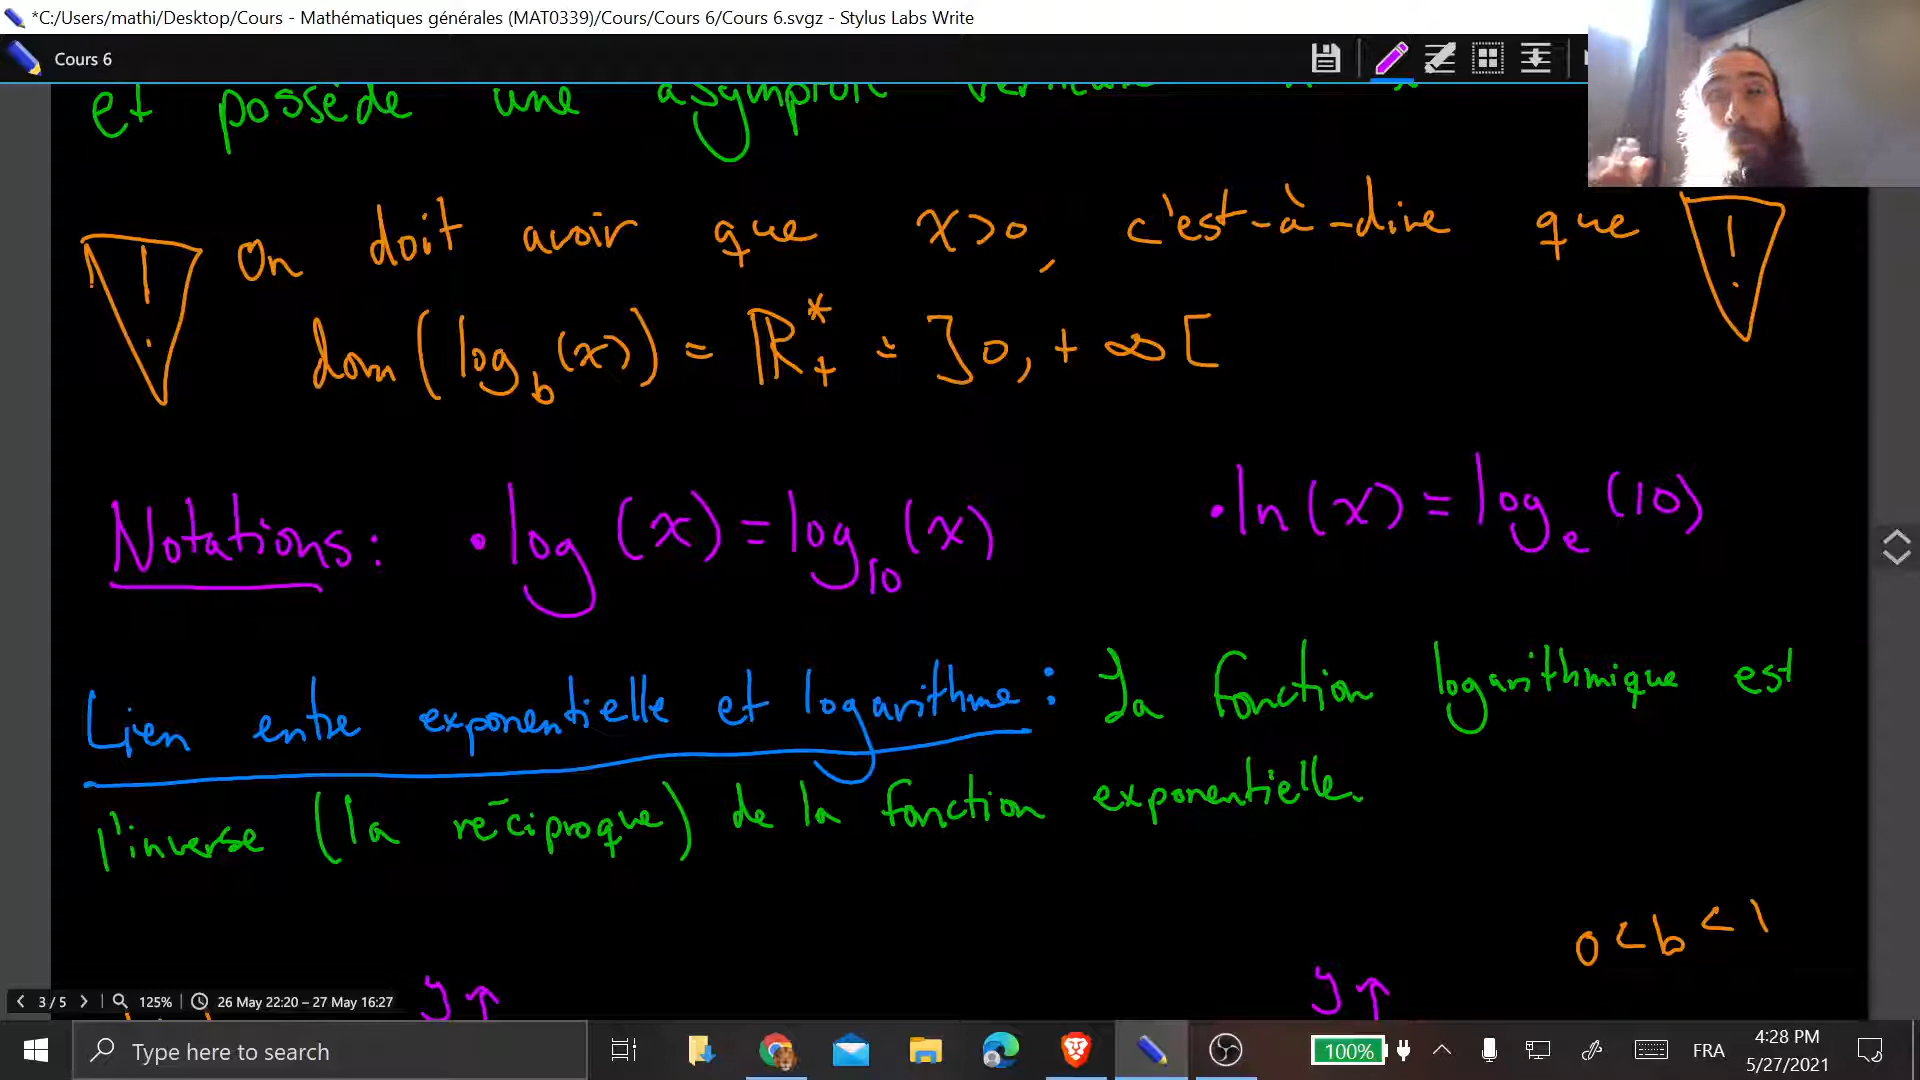 *C:/Users/mathi/Desktop/Cours - Mathématiques générales (MAT0339)/Cours/Cours 6/Cours 6.svgz - Stylus Labs Write
Cours 6
et possède une
! On doit avoir que x>0, c'est-à-dire que !
dom(log_b(x)) = ℝ₊* = ]0, +∞[
Notations: • log(x) = log₁₀(x) • ln(x) = log_e(10)
Lien entre exponentielle et logarithme: La fonction logarithmique est
l'inverse (la réciproque) de la fonction exponentielle.
0 < b < 1
y y
3/5 125% 26 May 22:20 – 27 May 16:27
Type here to search
100% FRA 4:28 PM
5/27/2021